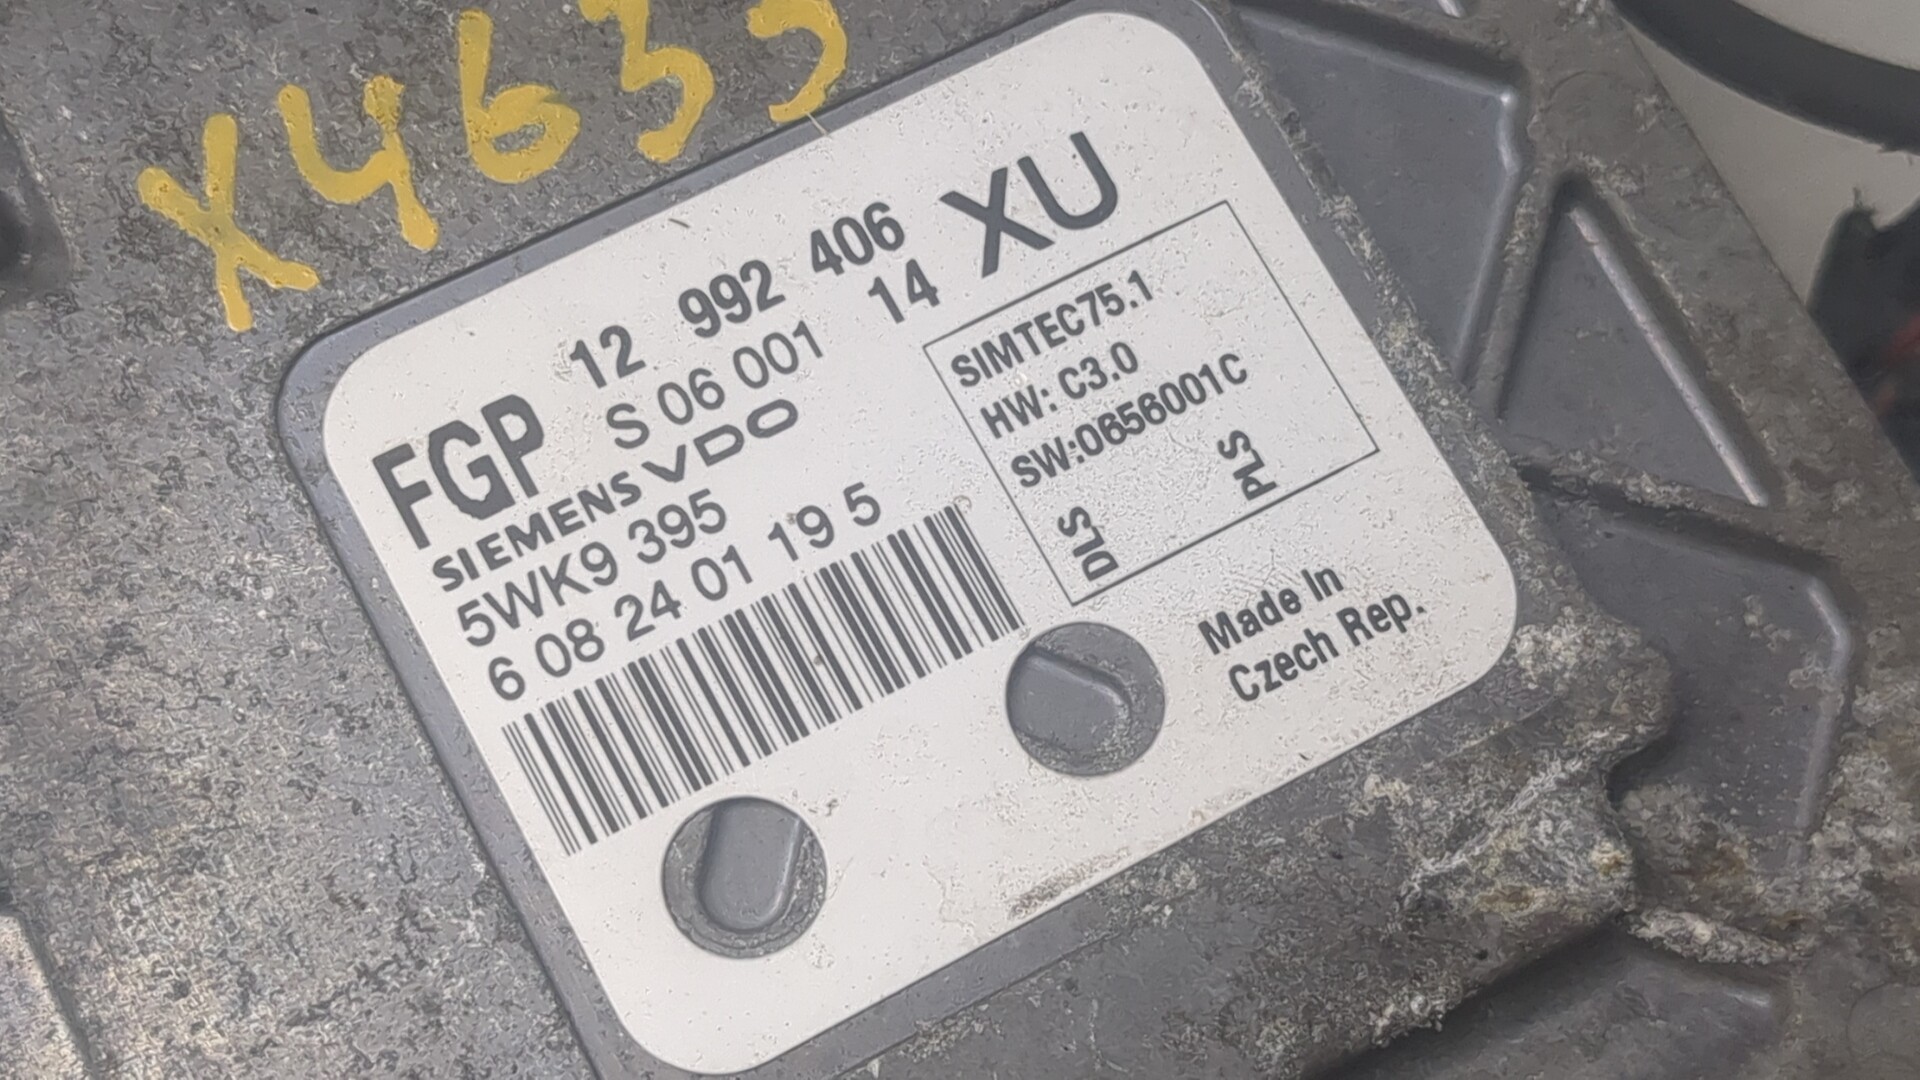 X4635
12 992 406 XU
FGP S 06 001 14
SIEMENS VDO
5WK9 395
6 08 24 01 19 5
SIMTEC75.1
HW: C3.0
SW:0656001C
DLS PLS
Made In
Czech Rep.